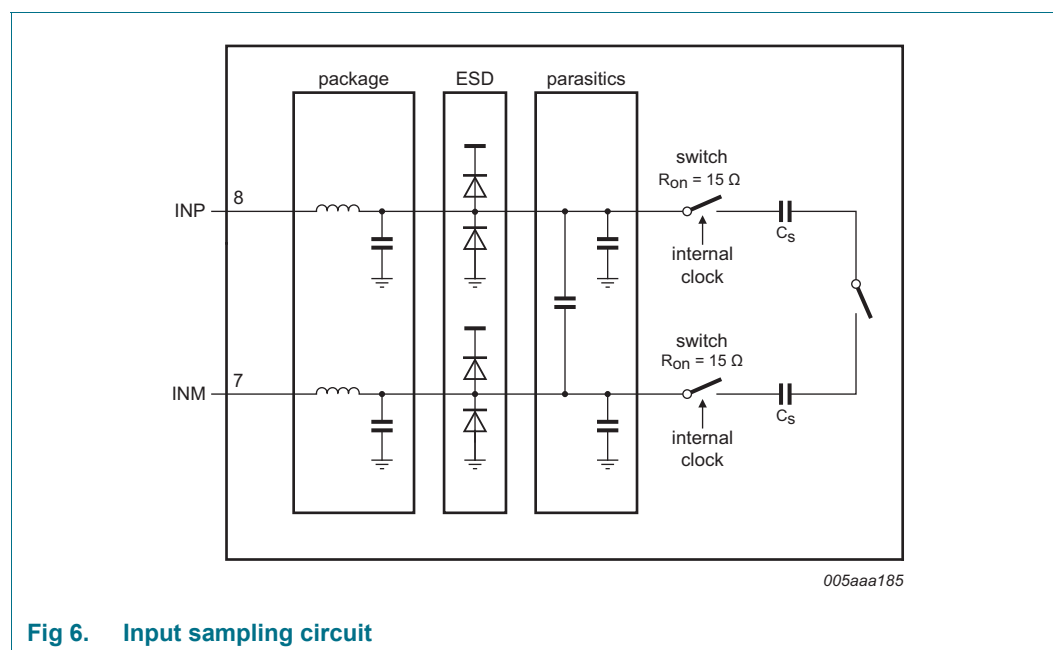 package ESD parasitics
switch
Ron = 15 Ω
INP 8
Cs
internal
clock
switch
Ron = 15 Ω
INM 7
Cs
internal
clock
005aaa185
Fig 6. Input sampling circuit